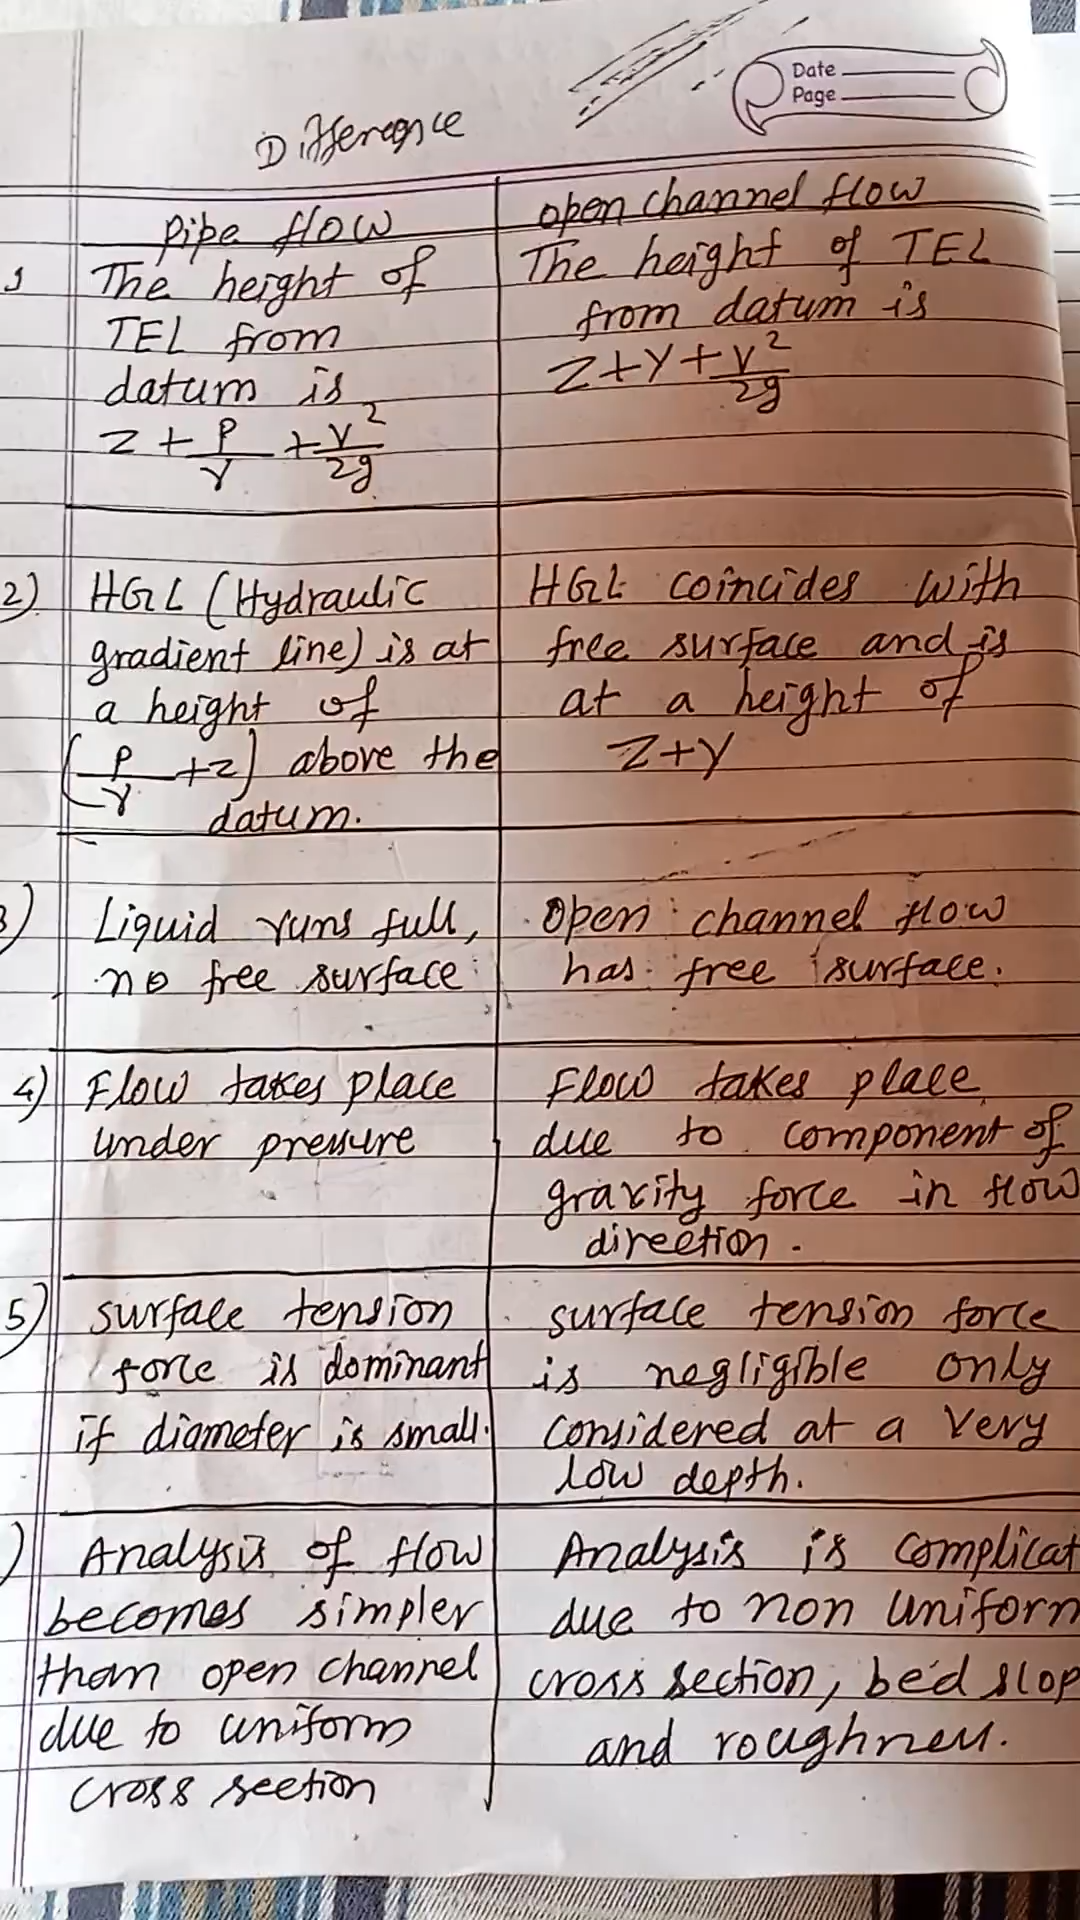 Date
Page
Difference
pipe flow
open channel flow
1
The height of
TEL from
datum is
z + P/γ + v²/2g
The height of TEL
from datum is
Z+Y+v²/2g
2)
HGL (Hydraulic
gradient line) is at
a height of
(P/γ +z) above the
datum.
HGL coincides with
free surface and is
at a height of
Z+Y
3)
Liquid runs full,
no free surface
open channel flow
has free surface.
4)
Flow takes place
under pressure
Flow takes place
due to component of
gravity force in flow
direction.
5)
surface tension
force is dominant
if diameter is small.
surface tension force
is negligible only
considered at a very
low depth.
)
Analysis of flow
becomes simpler
than open channel
due to uniform
cross section
Analysis is complicat
due to non uniform
cross section, bed slop
and roughness.